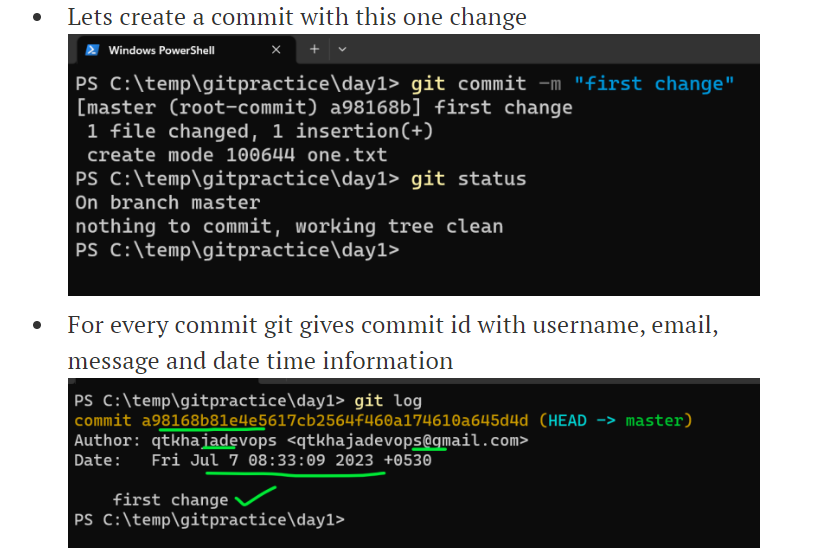 Lets create a commit with this one change
Windows PowerShell
PS C:\temp\gitpractice\day1> git commit -m "first change"
[master (root-commit) a98168b] first change
 1 file changed, 1 insertion(+)
 create mode 100644 one.txt
PS C:\temp\gitpractice\day1> git status
On branch master
nothing to commit, working tree clean
PS C:\temp\gitpractice\day1>
For every commit git gives commit id with username, email,
message and date time information
PS C:\temp\gitpractice\day1> git log
commit a98168b81e4e5617cb2564f460a174610a645d4d (HEAD -> master)
Author: qtkhajadevops <qtkhajadevops@gmail.com>
Date:   Fri Jul 7 08:33:09 2023 +0530
    first change
PS C:\temp\gitpractice\day1>